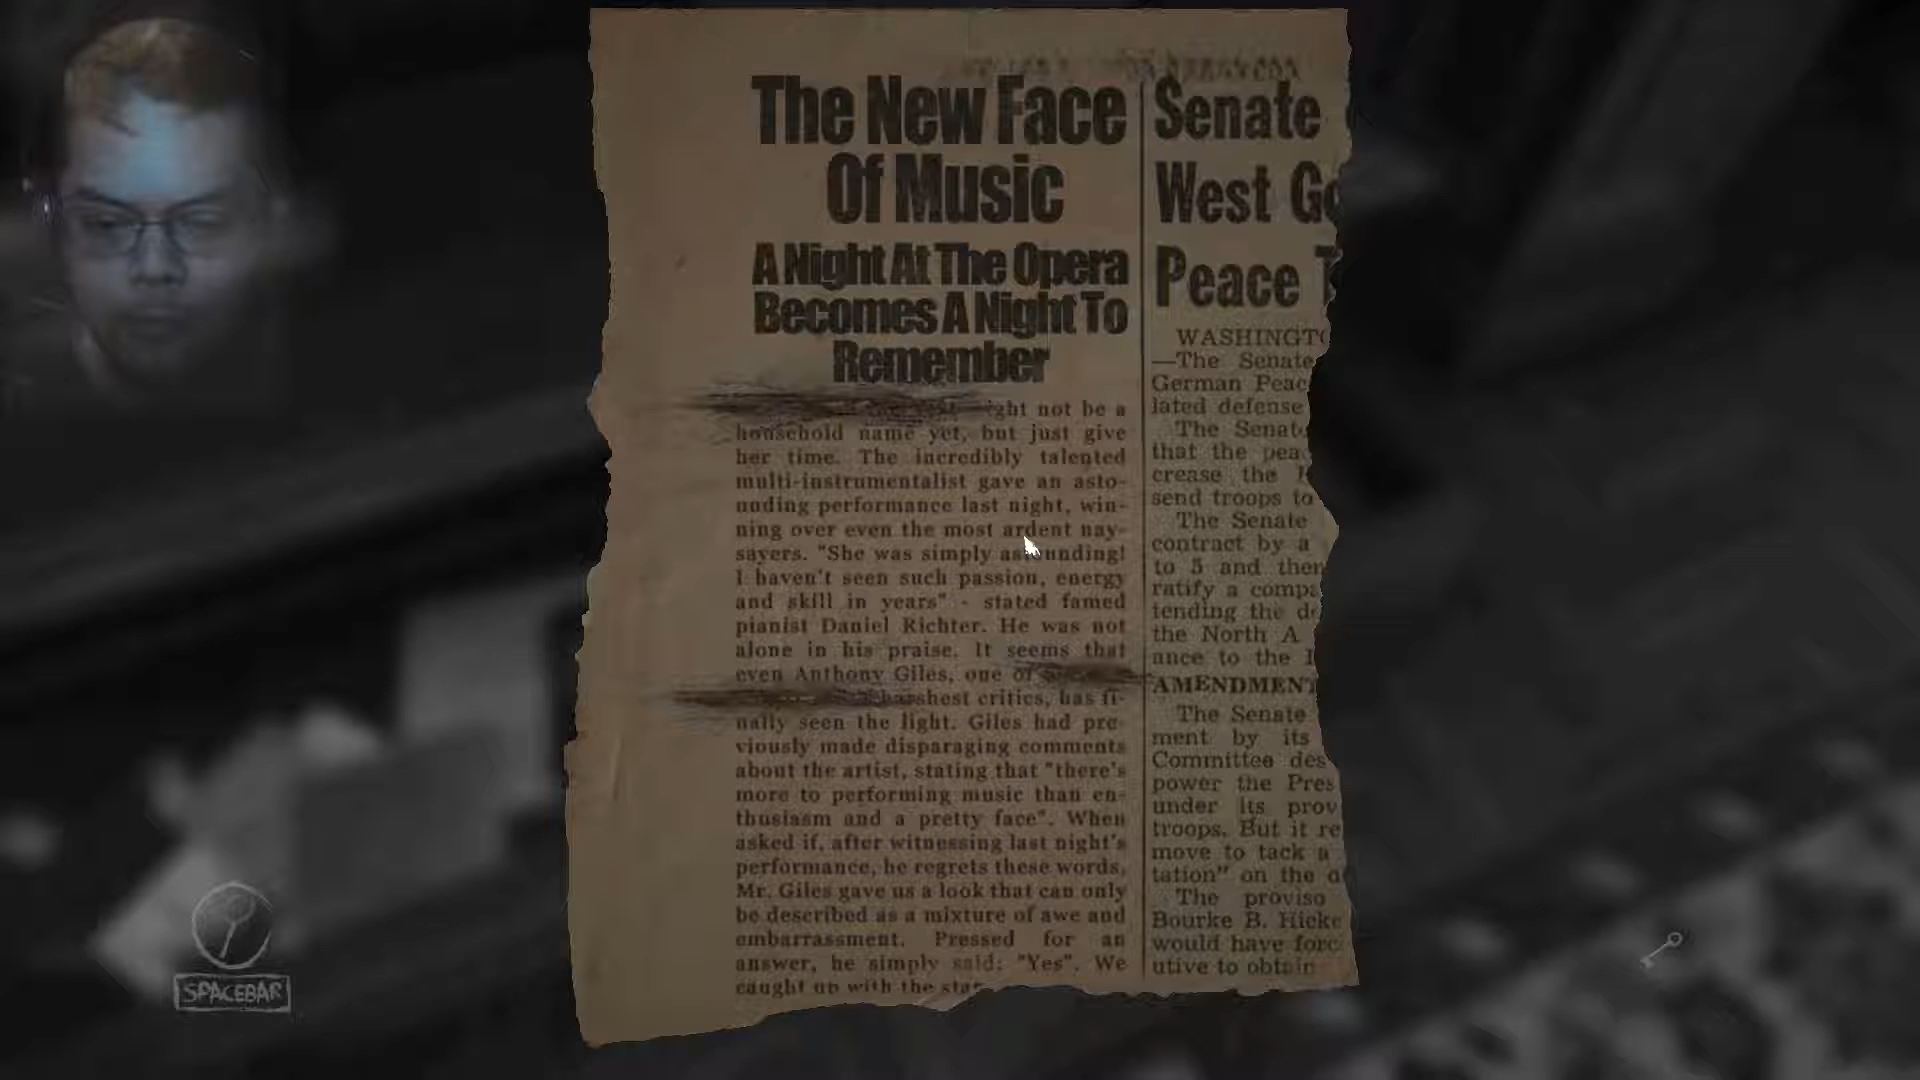 The New Face
Of Music
A Night At The Opera
Becomes A Night To
Remember
not be a
household name yet, but just give
her time. The incredibly talented
multi-instrumentalist gave an asto-
unding performance last night, win-
ning over even the most ardent nay-
sayers. "She was simply astounding!
I haven't seen such passion, energy
and skill in years" - stated famed
pianist Daniel Richter. He was not
alone in his praise. It seems that
even Anthony Giles, one of
harshest critics, has fi-
nally seen the light. Giles had pre-
viously made disparaging comments
about the artist, stating that "there's
more to performing music than en-
thusiasm and a pretty face". When
asked if, after witnessing last night's
performance, he regrets these words,
Mr. Giles gave us a look that can only
be described as a mixture of awe and
embarrassment. Pressed for an
answer, he simply said: "Yes". We
caught up with the star
Senate
West Go
Peace T
WASHINGTO
—The Senate
German Peac
lated defense
The Senat
that the pea
crease the
send troops to
The Senate
contract by a
to 5 and then
ratify a compa
tending the de
the North A
ance to the
AMENDMENT
The Senate
ment by its
Committee des
power the Pres
under its prov
troops. But it re
move to tack a
tation" on the
The proviso
Bourke B. Hicke
would have forc
utive to obtain
SPACEBAR